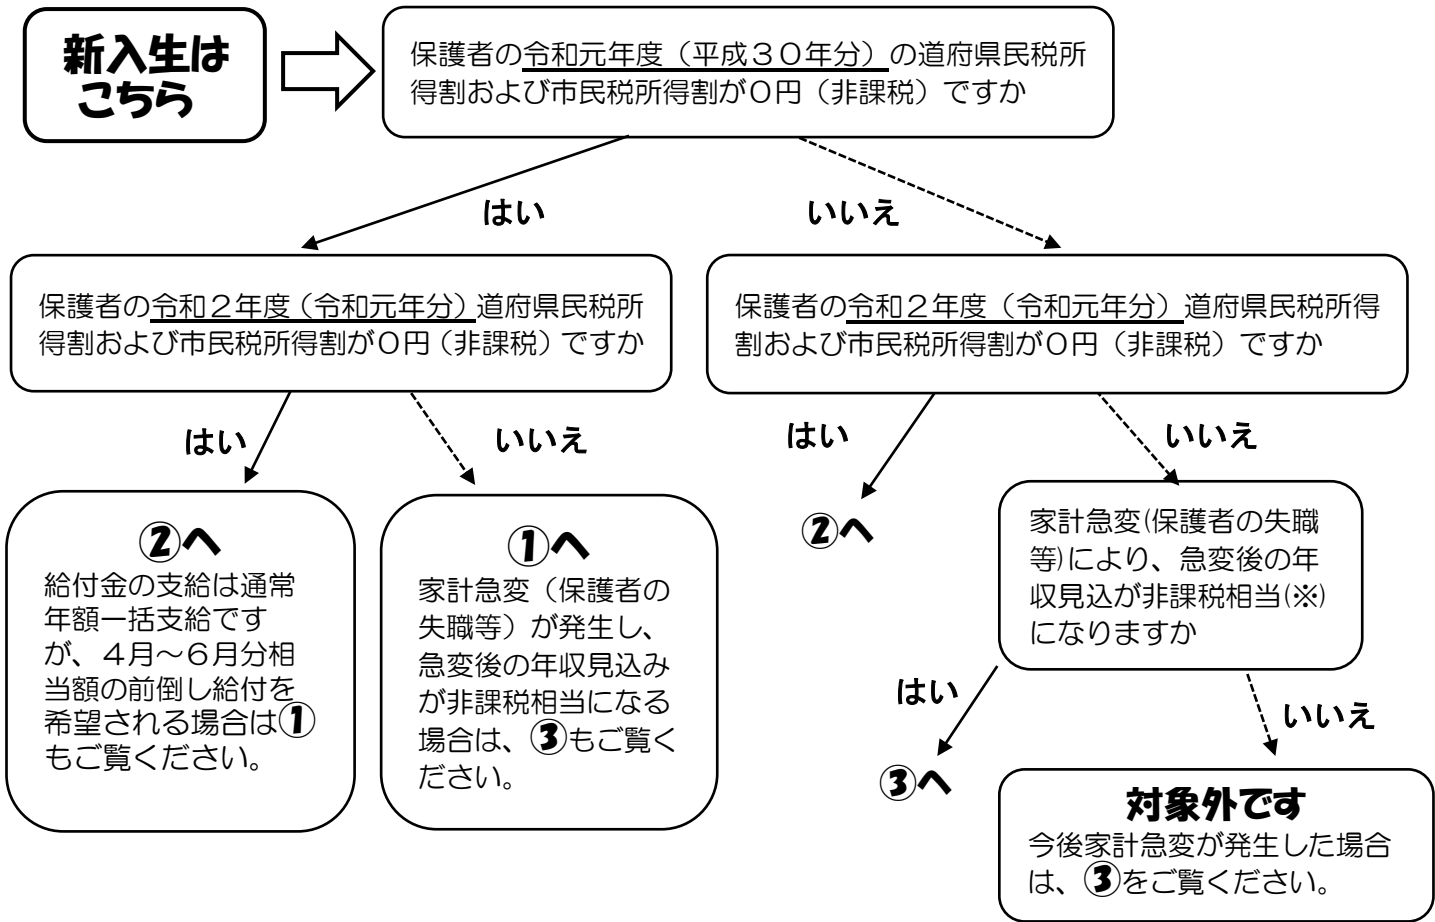 新入生は
こちら
保護者の令和元年度（平成３０年分）の道府県民税所
得割および市民税所得割が０円（非課税）ですか
はい
いいえ
保護者の令和２年度（令和元年分）道府県民税所
得割および市民税所得割が０円（非課税）ですか
保護者の令和２年度（令和元年分）道府県民税所得
割および市民税所得割が０円（非課税）ですか
はい
いいえ
はい
いいえ
②へ
給付金の支給は通常
年額一括支給です
が、４月～６月分相
当額の前倒し給付を
希望される場合は①
もご覧ください。
①へ
家計急変（保護者の
失職等）が発生し、
急変後の年収見込み
が非課税相当になる
場合は、③もご覧く
ださい。
②へ
家計急変(保護者の失職
等)により、急変後の年
収見込が非課税相当(※)
になりますか
はい
いいえ
③へ
対象外です
今後家計急変が発生した場合
は、③をご覧ください。